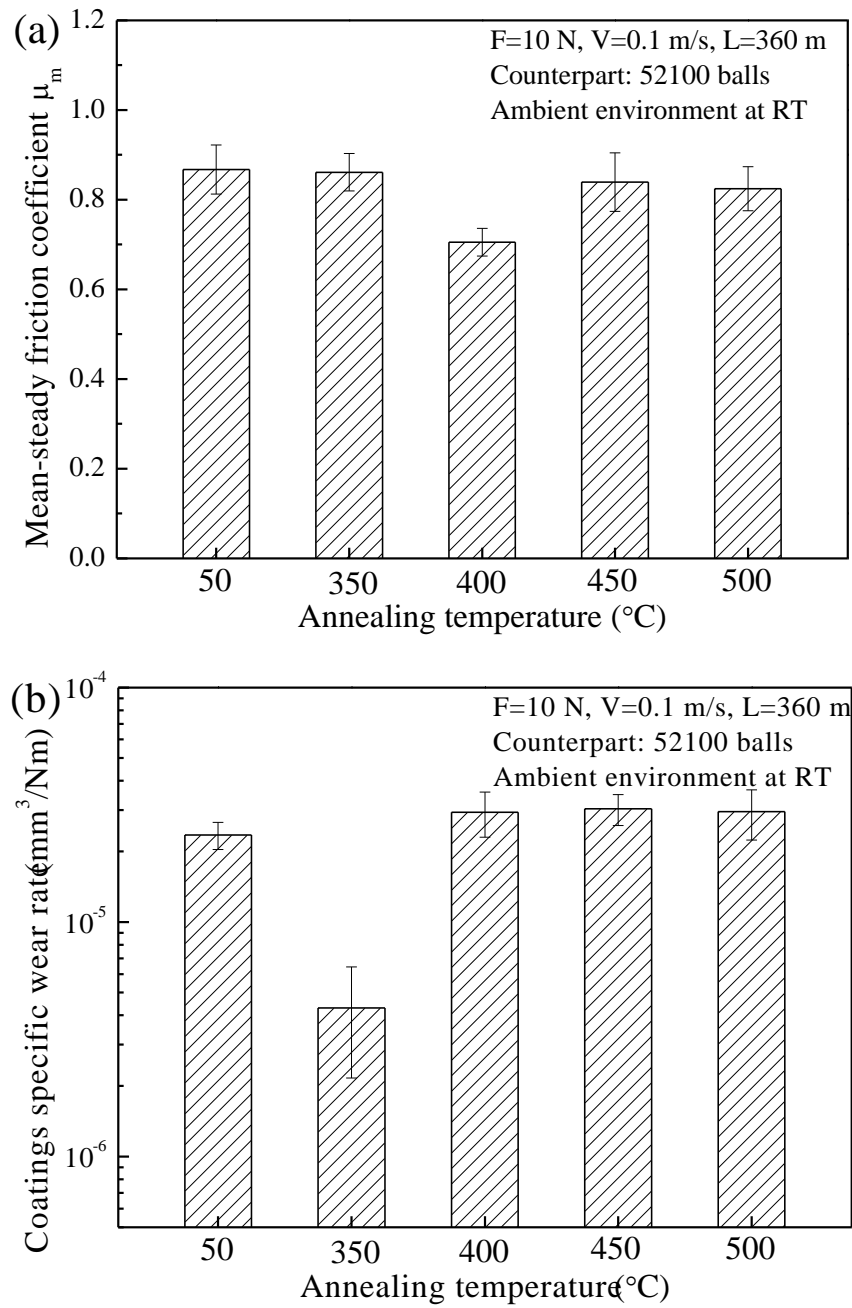 (a)
F=10 N, V=0.1 m/s, L=360 m
Counterpart: 52100 balls
Ambient environment at RT
Mean-steady friction coefficient μm
1.2
1.0
0.8
0.6
0.4
0.2
0.0
50 350 400 450 500
Annealing temperature (°C)
(b)
F=10 N, V=0.1 m/s, L=360 m
Counterpart: 52100 balls
Ambient environment at RT
Coatings specific wear rate(mm³/Nm)
10⁻⁴
10⁻⁵
10⁻⁶
50 350 400 450 500
Annealing temperature(°C)